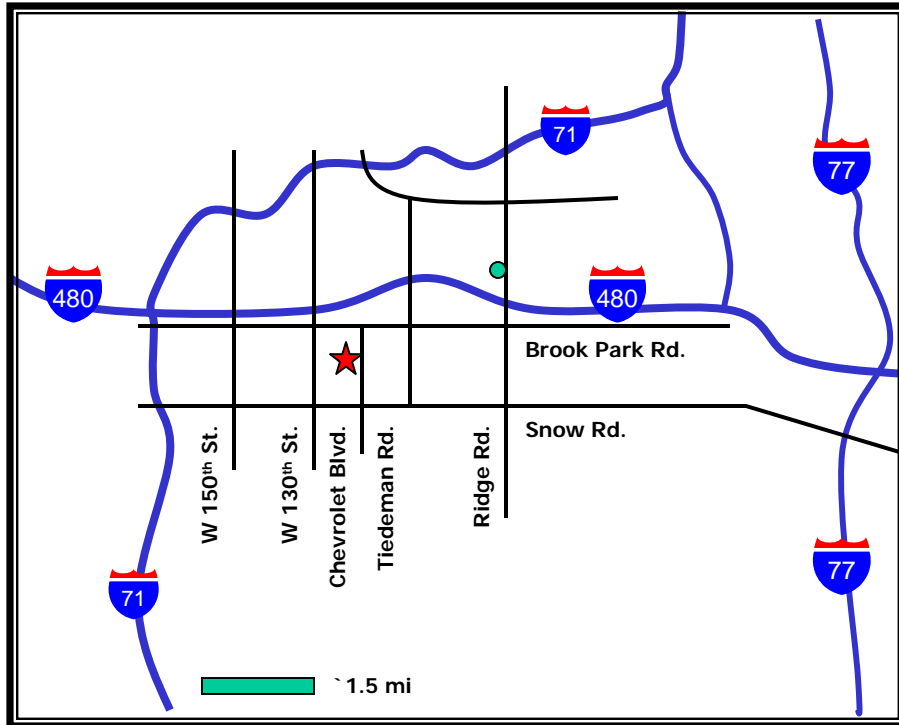 71
77
480
480
Brook Park Rd.
Snow Rd.
W 150th St.
W 130th St.
Chevrolet Blvd.
Tiedeman Rd.
Ridge Rd.
77
71
`1.5 mi